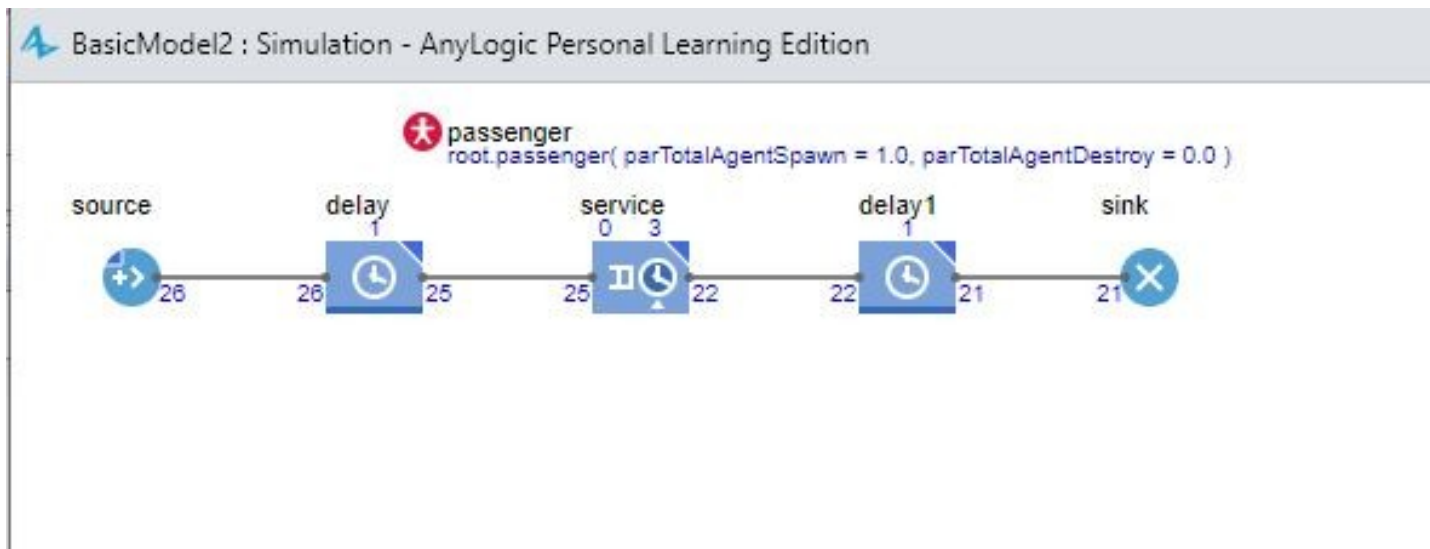 BasicModel2 : Simulation - AnyLogic Personal Learning Edition
passenger
root.passenger( parTotalAgentSpawn = 1.0, parTotalAgentDestroy = 0.0 )
source delay service delay1 sink
1 0 3 1
26 26 25 25 22 22 21 21